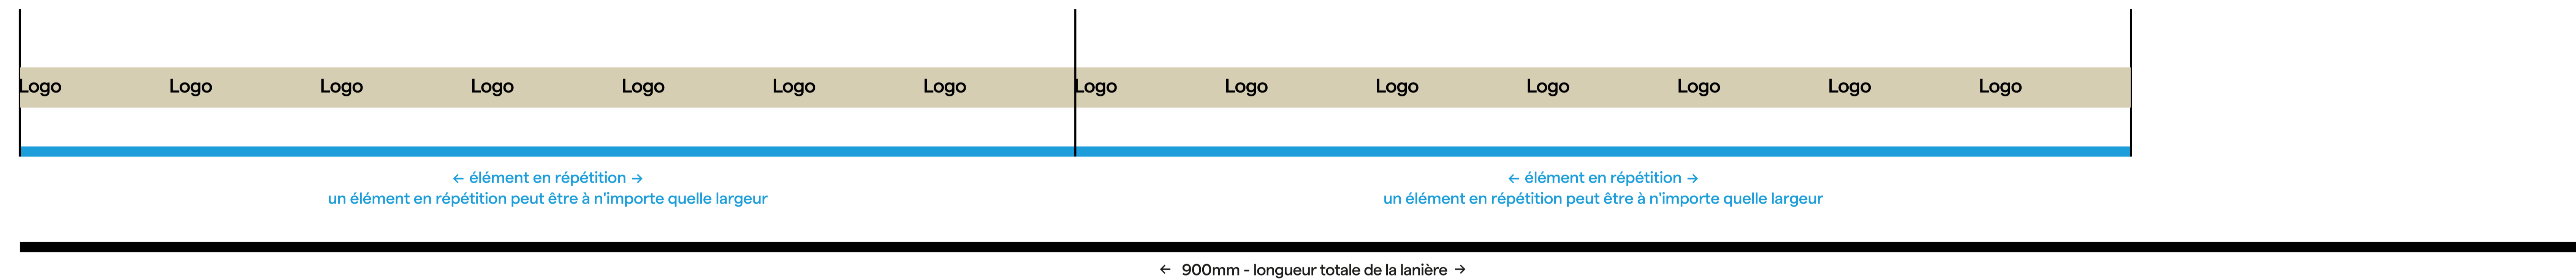 Logo Logo Logo Logo Logo Logo Logo Logo Logo Logo Logo Logo Logo Logo
← élément en répétition →
un élément en répétition peut être à n'importe quelle largeur
← élément en répétition →
un élément en répétition peut être à n'importe quelle largeur
← 900mm - longueur totale de la lanière →